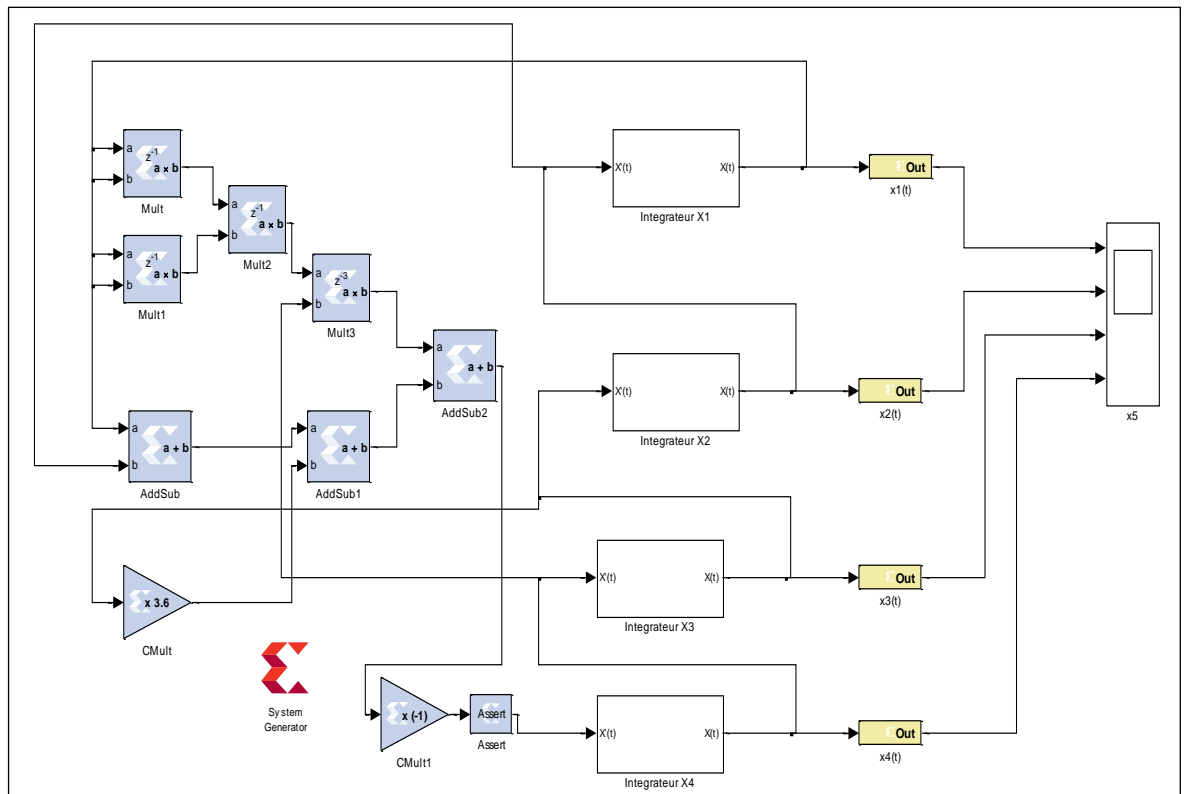 a
b
z-1
a × b
Mult
a
b
z-1
a × b
Mult1
a
b
z-1
a × b
Mult2
a
b
z-3
a × b
Mult3
a
b
a + b
AddSub
a
b
a + b
AddSub1
a
b
a + b
AddSub2
x 3.6
CMult
System
Generator
x (-1)
CMult1
Assert
Assert
X'(t)
X(t)
Integrateur X1
Out
x1(t)
X'(t)
X(t)
Integrateur X2
Out
x2(t)
X'(t)
X(t)
Integrateur X3
Out
x3(t)
X'(t)
X(t)
Integrateur X4
Out
x4(t)
x5